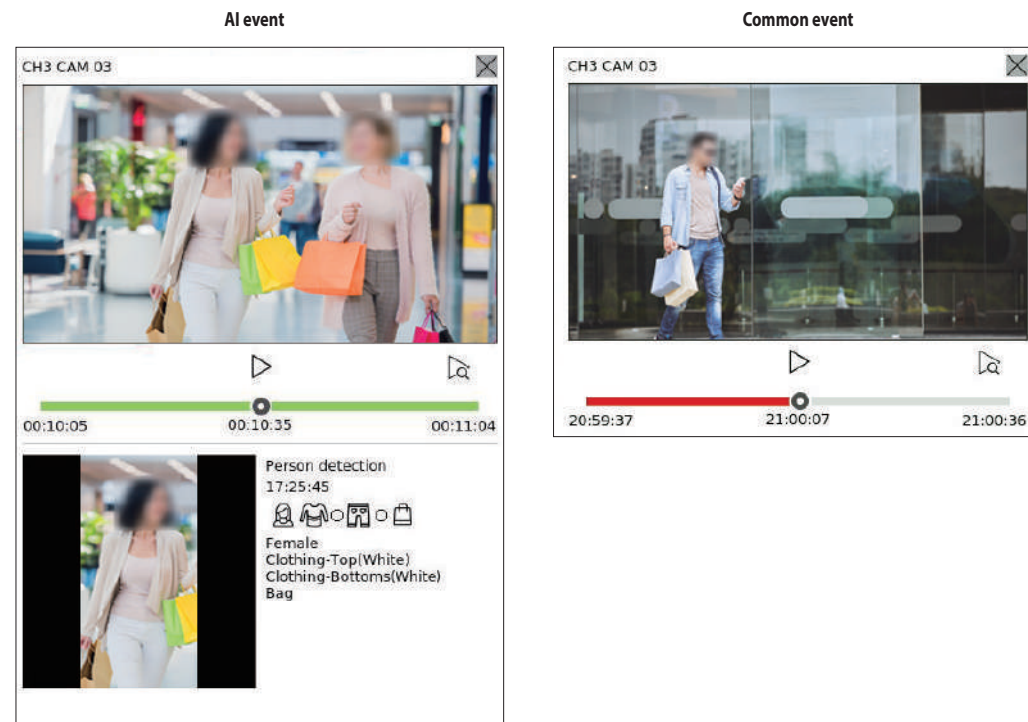 AI event
CH3 CAM 03
00:10:05
00:10:35
00:11:04
Person detection
17:25:45
Female
Clothing-Top(White)
Clothing-Bottoms(White)
Bag
Common event
CH3 CAM 03
20:59:37
21:00:07
21:00:36